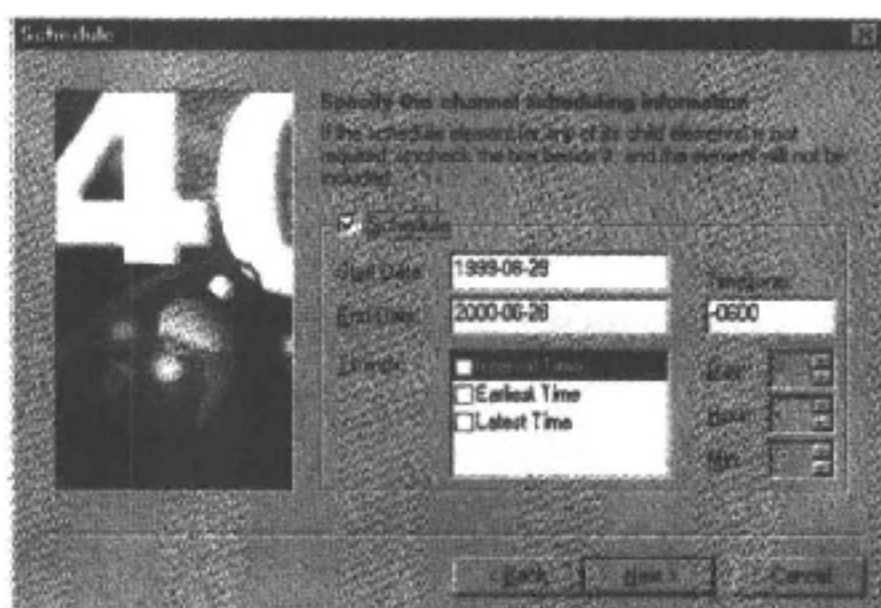 Schedule
40
Specify the channel scheduling information
If the schedule element or any of its child elements is not
required, uncheck the box beside it and the element will not be
included.
Schedule
Start Date
1999-06-29
Timezone
End Date
2000-06-28
-0600
Interval Time
Day
Earliest Time
Hour
Latest Time
Min
< Back
Next >
Cancel